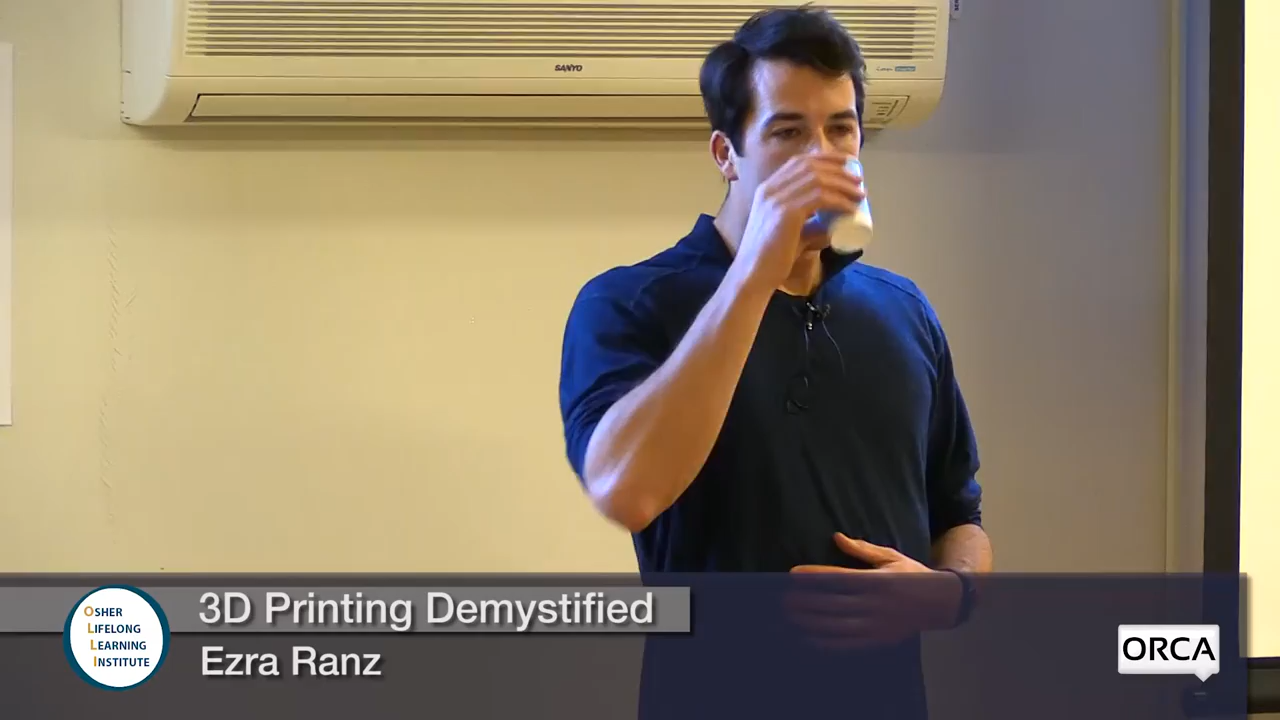 SANYO
3D Printing Demystified
Ezra Ranz
OSHER
LIFELONG
LEARNING
INSTITUTE
ORCA